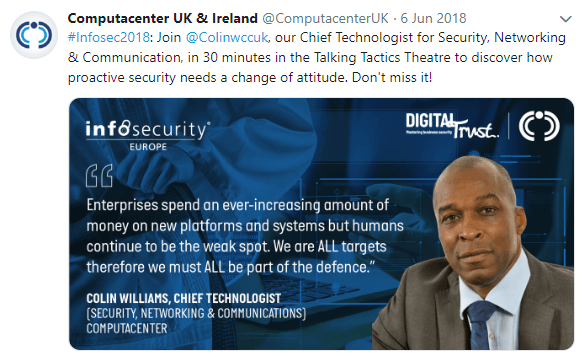 Computacenter UK & Ireland @ComputacenterUK · 6 Jun 2018
#Infosec2018: Join @Colinwccuk, our Chief Technologist for Security, Networking
& Communication, in 30 minutes in the Talking Tactics Theatre to discover how
proactive security needs a change of attitude. Don't miss it!
infosecurity®
EUROPE
DIGITAL
Trust
“
Enterprises spend an ever-increasing amount of
money on new platforms and systems but humans
continue to be the weak spot. We are ALL targets
therefore we must ALL be part of the defence.”
COLIN WILLIAMS, CHIEF TECHNOLOGIST
(SECURITY, NETWORKING & COMMUNICATIONS)
COMPUTACENTER